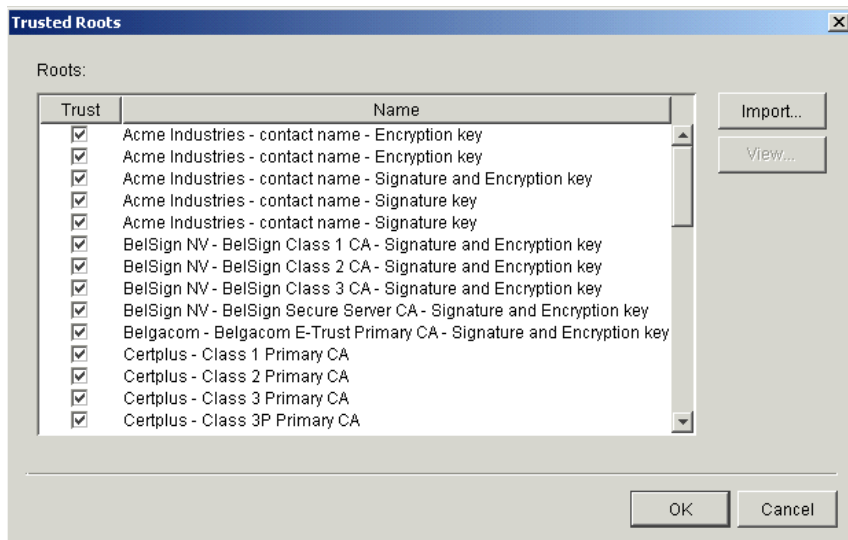 Trusted Roots
Roots:
Trust Name
Acme Industries - contact name - Encryption key
Acme Industries - contact name - Encryption key
Acme Industries - contact name - Signature and Encryption key
Acme Industries - contact name - Signature key
Acme Industries - contact name - Signature key
BelSign NV - BelSign Class 1 CA - Signature and Encryption key
BelSign NV - BelSign Class 2 CA - Signature and Encryption key
BelSign NV - BelSign Class 3 CA - Signature and Encryption key
BelSign NV - BelSign Secure Server CA - Signature and Encryption key
Belgacom - Belgacom E-Trust Primary CA - Signature and Encryption key
Certplus - Class 1 Primary CA
Certplus - Class 2 Primary CA
Certplus - Class 3 Primary CA
Certplus - Class 3P Primary CA
Import...
View...
OK Cancel